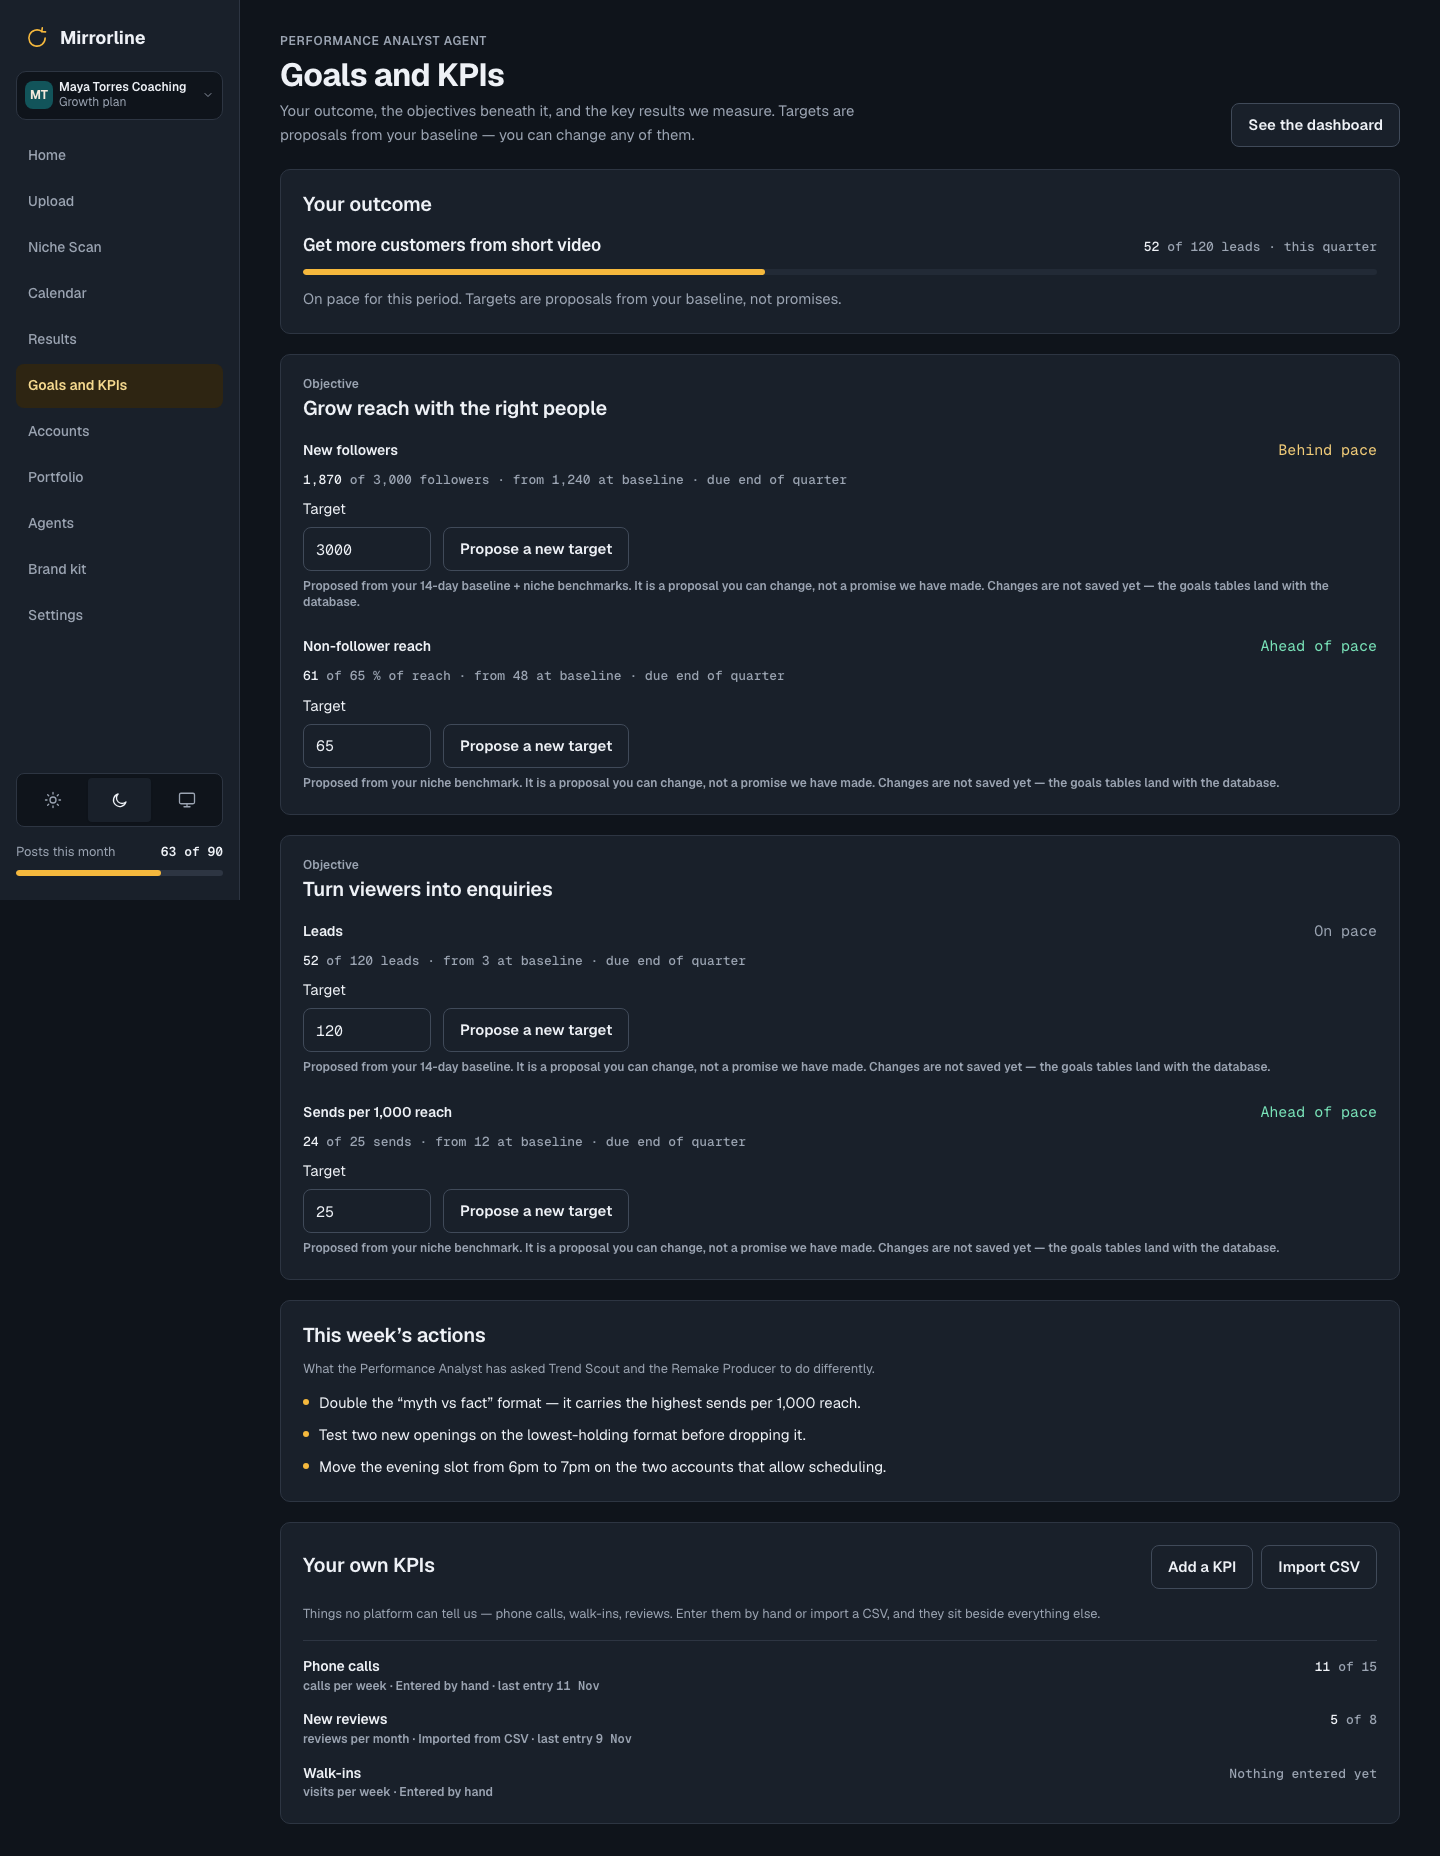 Mirrorline
MT
Maya Torres Coaching
Growth plan
Home
Upload
Niche Scan
Calendar
Results
Goals and KPIs
Accounts
Portfolio
Agents
Brand kit
Settings
Posts this month
63 of 90
PERFORMANCE ANALYST AGENT
Goals and KPIs
Your outcome, the objectives beneath it, and the key results we measure. Targets are
proposals from your baseline — you can change any of them.
See the dashboard
Your outcome
Get more customers from short video
52 of 120 leads · this quarter
On pace for this period. Targets are proposals from your baseline, not promises.
Objective
Grow reach with the right people
New followers
Behind pace
1,870 of 3,000 followers · from 1,240 at baseline · due end of quarter
Target
3000
Propose a new target
Proposed from your 14-day baseline + niche benchmarks. It is a proposal you can change, not a promise we have made. Changes are not saved yet — the goals tables land with the
database.
Non-follower reach
Ahead of pace
61 of 65 % of reach · from 48 at baseline · due end of quarter
Target
65
Propose a new target
Proposed from your niche benchmark. It is a proposal you can change, not a promise we have made. Changes are not saved yet — the goals tables land with the database.
Objective
Turn viewers into enquiries
Leads
On pace
52 of 120 leads · from 3 at baseline · due end of quarter
Target
120
Propose a new target
Proposed from your 14-day baseline. It is a proposal you can change, not a promise we have made. Changes are not saved yet — the goals tables land with the database.
Sends per 1,000 reach
Ahead of pace
24 of 25 sends · from 12 at baseline · due end of quarter
Target
25
Propose a new target
Proposed from your niche benchmark. It is a proposal you can change, not a promise we have made. Changes are not saved yet — the goals tables land with the database.
This week’s actions
What the Performance Analyst has asked Trend Scout and the Remake Producer to do differently.
Double the “myth vs fact” format — it carries the highest sends per 1,000 reach.
Test two new openings on the lowest-holding format before dropping it.
Move the evening slot from 6pm to 7pm on the two accounts that allow scheduling.
Your own KPIs
Add a KPI
Import CSV
Things no platform can tell us — phone calls, walk-ins, reviews. Enter them by hand or import a CSV, and they sit beside everything else.
Phone calls
11 of 15
calls per week · Entered by hand · last entry 11 Nov
New reviews
5 of 8
reviews per month · Imported from CSV · last entry 9 Nov
Walk-ins
Nothing entered yet
visits per week · Entered by hand